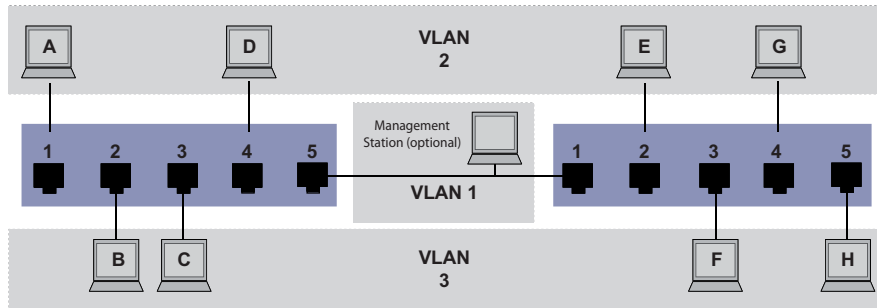 A
D
VLAN
2
E
G
Management
Station (optional)
1
2
3
4
5
1
2
3
4
5
VLAN 1
B
C
VLAN
3
F
H